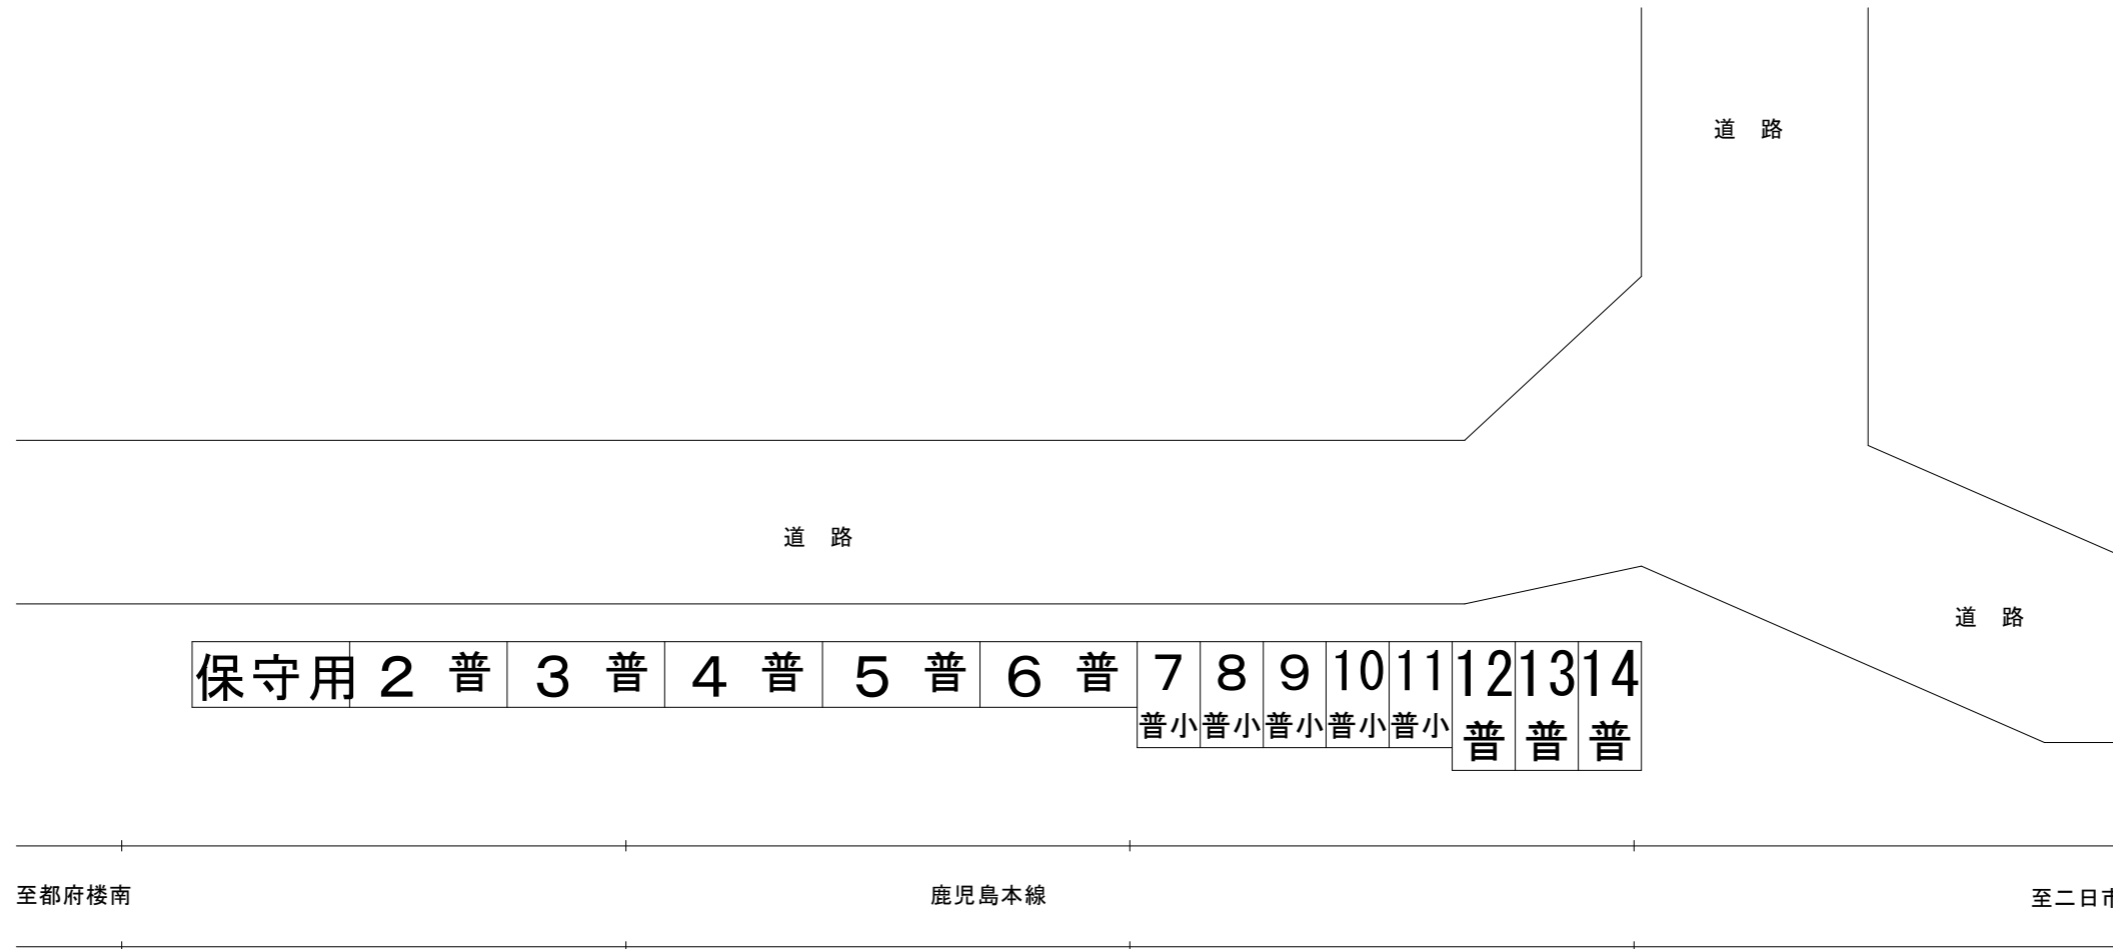 道 路
道 路
道 路
保守用 2 普 3 普 4 普 5 普 6 普 7 8 9 10 11 12 13 14
普小 普小 普小 普小 普小 普 普 普
至都府楼南 鹿児島本線 至二日市